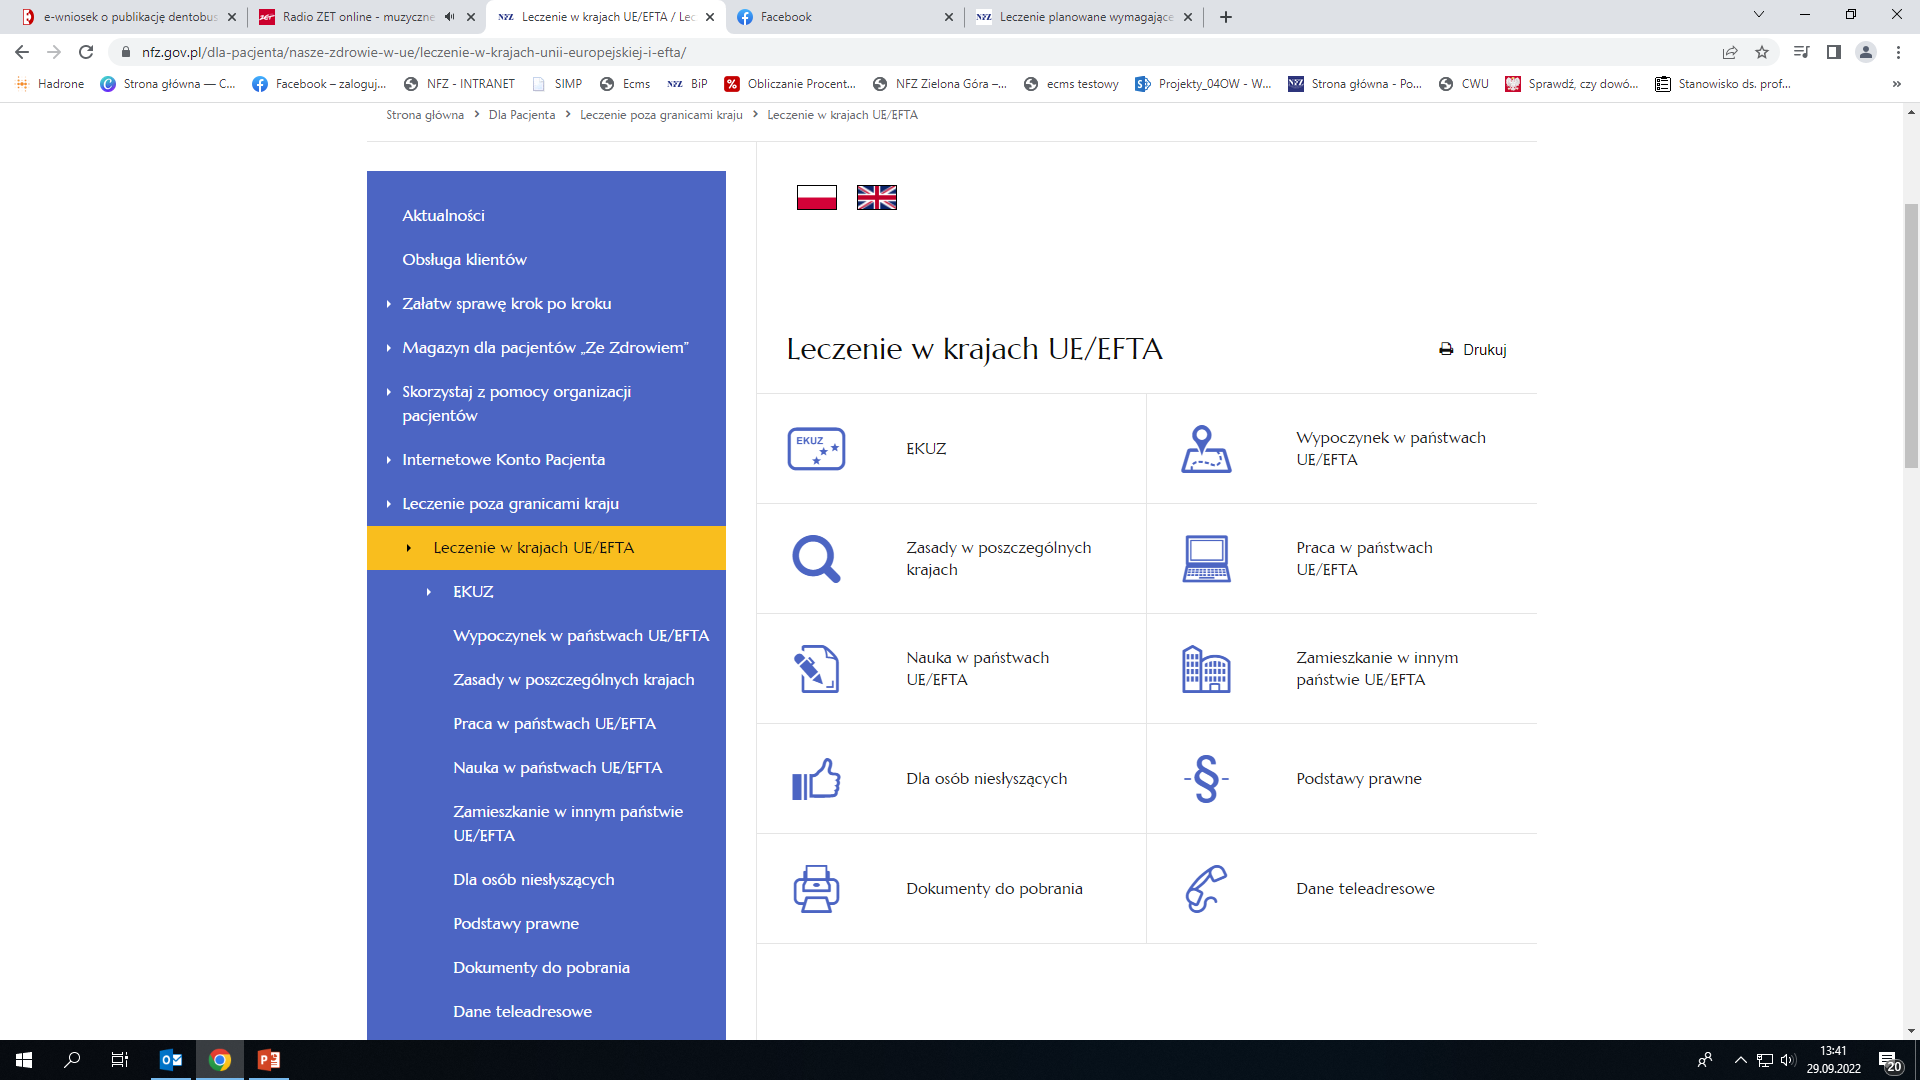 e-wniosek o publikację dentobus
Radio ZET online - muzyczne
Leczenie w krajach UE/EFTA / Lec
Facebook
Leczenie planowane wymagające
nfz.gov.pl/dla-pacjenta/nasze-zdrowie-w-ue/leczenie-w-krajach-unii-europejskiej-i-efta/
Hadrone
Strona główna — C...
Facebook – zaloguj...
NFZ - INTRANET
SIMP
Ecms
BiP
Obliczanie Procent...
NFZ Zielona Góra –...
ecms testowy
Projekty_04OW - W...
Strona główna - Po...
CWU
Sprawdź, czy dowó...
Stanowisko ds. prof...
»
Strona główna > Dla Pacjenta > Leczenie poza granicami kraju > Leczenie w krajach UE/EFTA
Aktualności
Obsługa klientów
Załatw sprawę krok po kroku
Magazyn dla pacjentów „Ze Zdrowiem”
Skorzystaj z pomocy organizacji
pacjentów
Internetowe Konto Pacjenta
Leczenie poza granicami kraju
Leczenie w krajach UE/EFTA
EKUZ
Wypoczynek w państwach UE/EFTA
Zasady w poszczególnych krajach
Praca w państwach UE/EFTA
Nauka w państwach UE/EFTA
Zamieszkanie w innym państwie
UE/EFTA
Dla osób niesłyszących
Podstawy prawne
Dokumenty do pobrania
Dane teleadresowe
Leczenie w krajach UE/EFTA
Drukuj
EKUZ
EKUZ
Wypoczynek w państwach
UE/EFTA
Zasady w poszczególnych
krajach
Praca w państwach
UE/EFTA
Nauka w państwach
UE/EFTA
Zamieszkanie w innym
państwie UE/EFTA
Dla osób niesłyszących
-§-
Podstawy prawne
Dokumenty do pobrania
Dane teleadresowe
13:41
29.09.2022
20